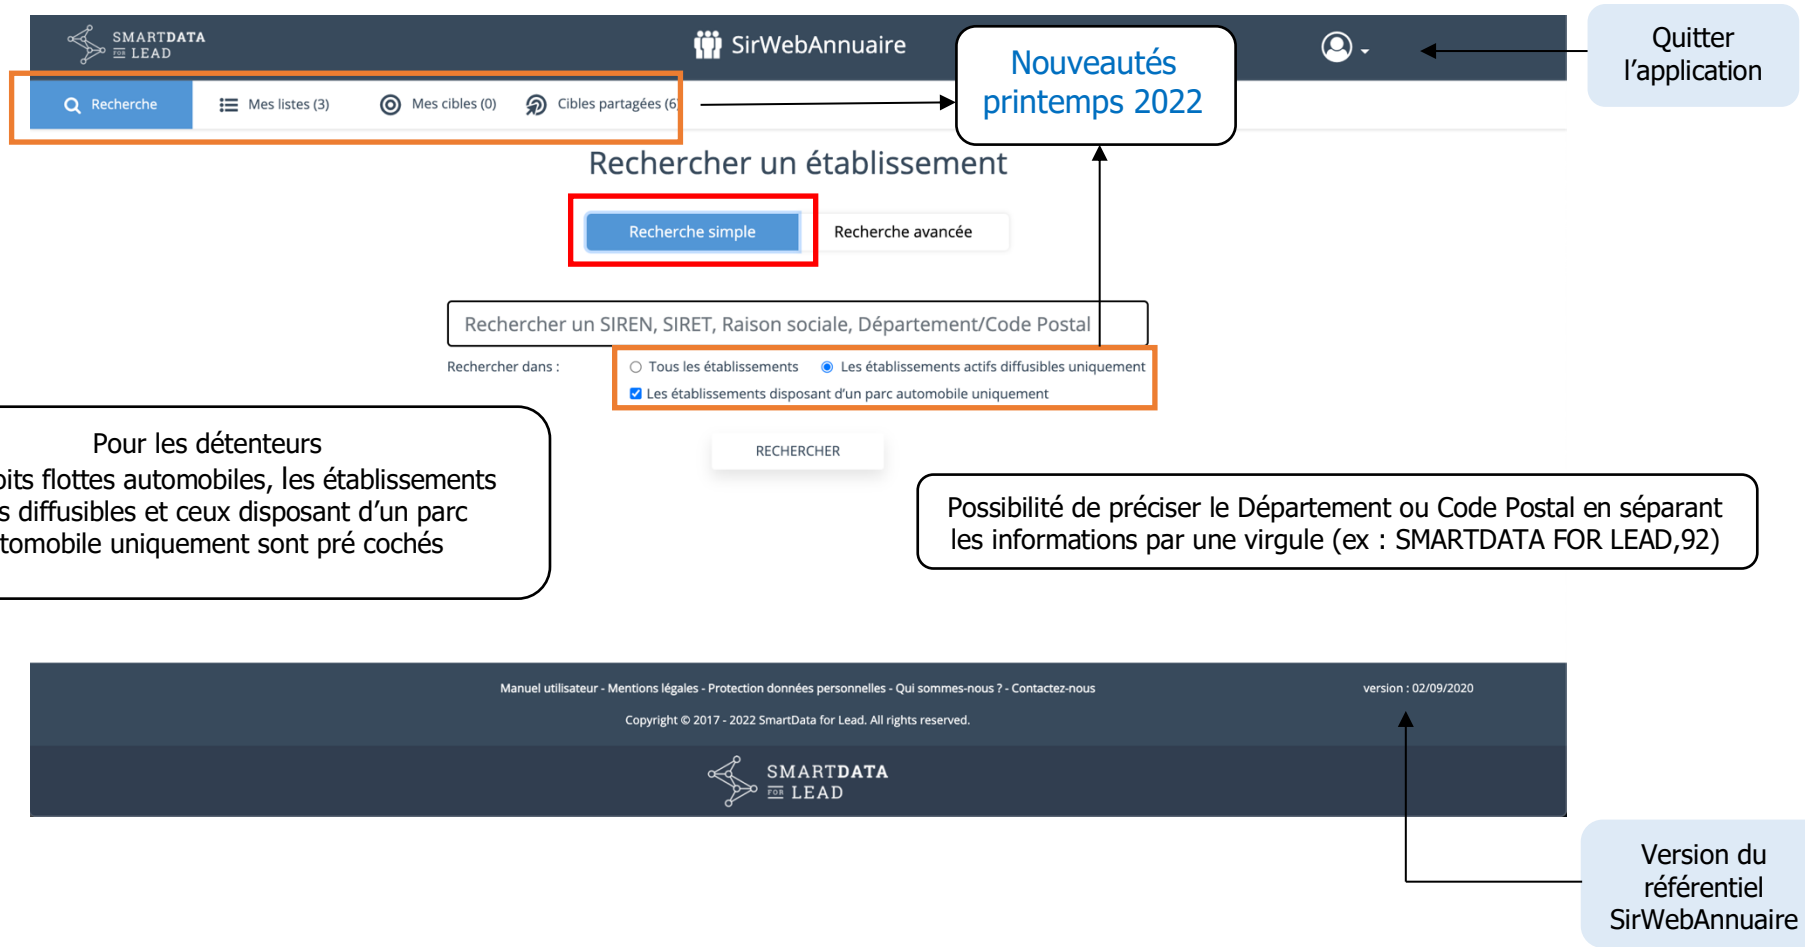 SMARTDATA
FOR LEAD
SirWebAnnuaire
Quitter
l’application
Nouveautés
printemps 2022
Recherche
Mes listes (3)
Mes cibles (0)
Cibles partagées (6)
Rechercher un établissement
Recherche simple
Recherche avancée
Rechercher un SIREN, SIRET, Raison sociale, Département/Code Postal
Rechercher dans :
Tous les établissements
Les établissements actifs diffusibles uniquement
Les établissements disposant d’un parc automobile uniquement
RECHERCHER
Pour les détenteurs
flottes automobiles, les établissements
diffusibles et ceux disposant d’un parc
uniquement sont pré cochés
Possibilité de préciser le Département ou Code Postal en séparant
les informations par une virgule (ex : SMARTDATA FOR LEAD,92)
Manuel utilisateur - Mentions légales - Protection données personnelles - Qui sommes-nous ? - Contactez-nous
version : 02/09/2020
Copyright © 2017 - 2022 SmartData for Lead. All rights reserved.
SMARTDATA
FOR LEAD
Version du
référentiel
SirWebAnnuaire